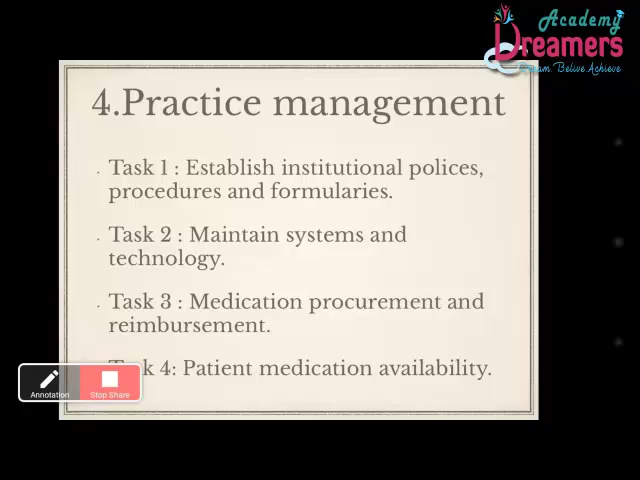 Academy
Dreamers
Belive Achieve
4.Practice management
Task 1 : Establish institutional polices,
procedures and formularies.
Task 2 : Maintain systems and
technology.
Task 3 : Medication procurement and
reimbursement.
4: Patient medication availability.
Annotation
Stop Share